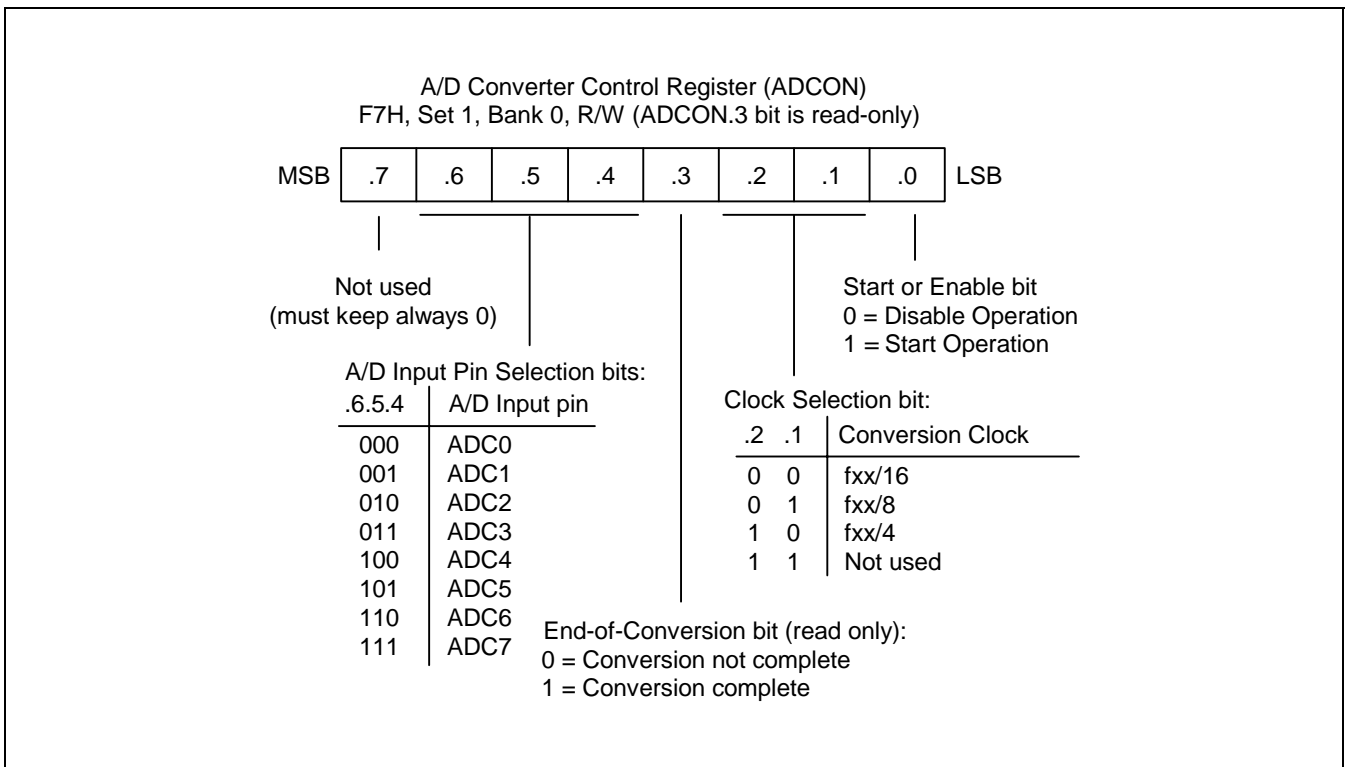 A/D Converter Control Register (ADCON)
F7H, Set 1, Bank 0, R/W (ADCON.3 bit is read-only)
MSB .7 .6 .5 .4 .3 .2 .1 .0 LSB
Not used
(must keep always 0)
Start or Enable bit
0 = Disable Operation
1 = Start Operation
A/D Input Pin Selection bits:
.6.5.4 A/D Input pin
000 ADC0
001 ADC1
010 ADC2
011 ADC3
100 ADC4
101 ADC5
110 ADC6
111 ADC7
Clock Selection bit:
.2 .1 Conversion Clock
0 0 fxx/16
0 1 fxx/8
1 0 fxx/4
1 1 Not used
End-of-Conversion bit (read only):
0 = Conversion not complete
1 = Conversion complete